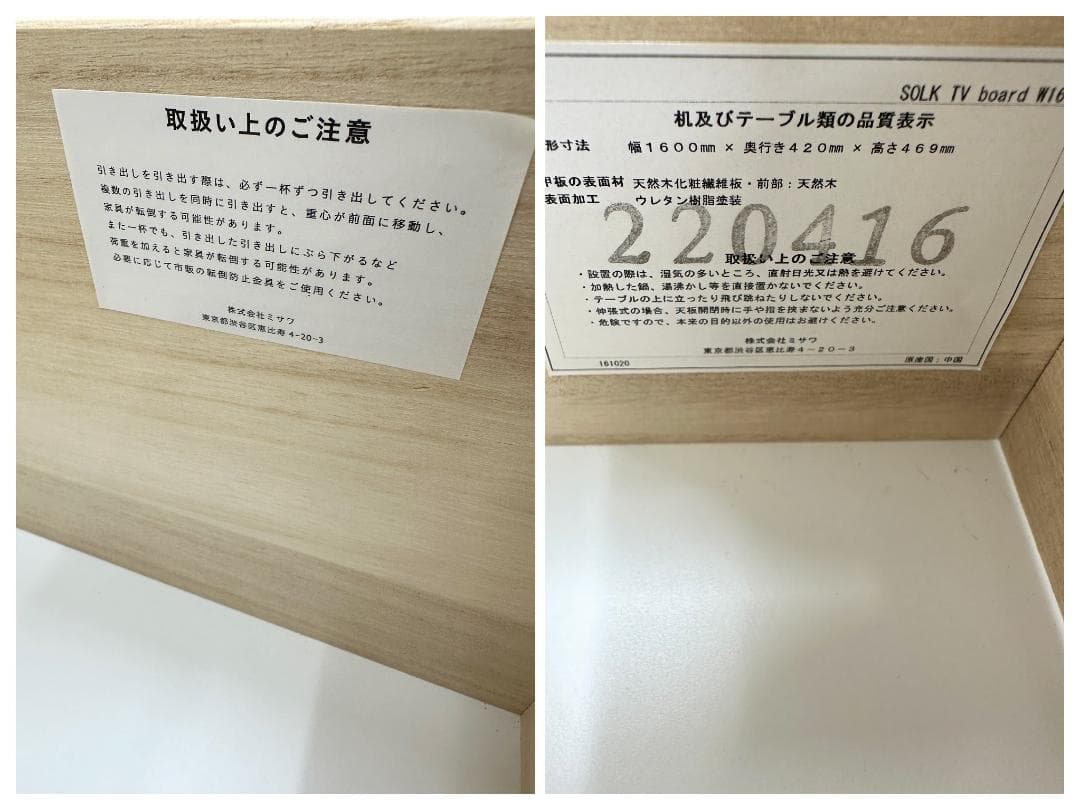 取扱い上のご注意
引き出しを引き出す際は、必ず一杯ずつ引き出してください。
複数の引き出しを同時に引き出すと、重心が前面に移動し、
家具が転倒する可能性があります。
また一杯でも、引き出した引き出しにぶら下がるなど
荷重を加えると家具が転倒する可能性があります。
必要に応じて市販の転倒防止金具をご使用ください。
株式会社ミサワ
東京都渋谷区恵比寿 4-20-3
SOLK TV board W16
机及びテーブル類の品質表示
形寸法 幅1600mm × 奥行き420mm × 高さ469mm
甲板の表面材 天然木化粧繊維板・前部：天然木
表面加工 ウレタン樹脂塗装
220416
取扱い上のご注意
・設置の際は、湿気の多いところ、直射日光又は熱を避けてください。
・加熱した鍋、湯沸かし等を直接置かないでください。
・テーブルの上に立ったり飛び跳ねたりしないでください。
・伸張式の場合、天板開閉時に手や指を挟まないよう充分ご注意ください。
・危険ですので、本来の目的以外の使用はお避けください。
株式会社ミサワ
東京都渋谷区恵比寿4－20－3
161020 原産国：中国